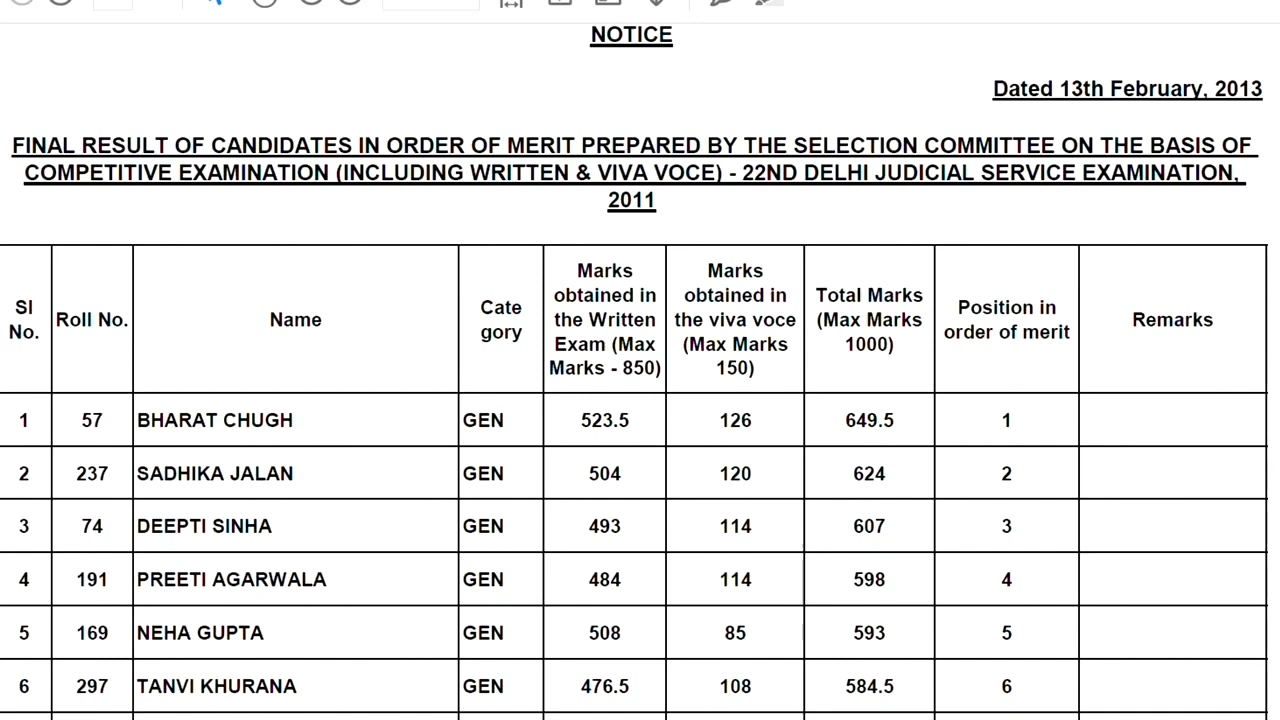 NOTICE
Dated 13th February, 2013
FINAL RESULT OF CANDIDATES IN ORDER OF MERIT PREPARED BY THE SELECTION COMMITTEE ON THE BASIS OF
COMPETITIVE EXAMINATION (INCLUDING WRITTEN & VIVA VOCE) - 22ND DELHI JUDICIAL SERVICE EXAMINATION,
2011
Sl No. Roll No. Name Cate gory Marks obtained in the Written Exam (Max Marks - 850) Marks obtained in the viva voce (Max Marks 150) Total Marks (Max Marks 1000) Position in order of merit Remarks
1 57 BHARAT CHUGH GEN 523.5 126 649.5 1
2 237 SADHIKA JALAN GEN 504 120 624 2
3 74 DEEPTI SINHA GEN 493 114 607 3
4 191 PREETI AGARWALA GEN 484 114 598 4
5 169 NEHA GUPTA GEN 508 85 593 5
6 297 TANVI KHURANA GEN 476.5 108 584.5 6